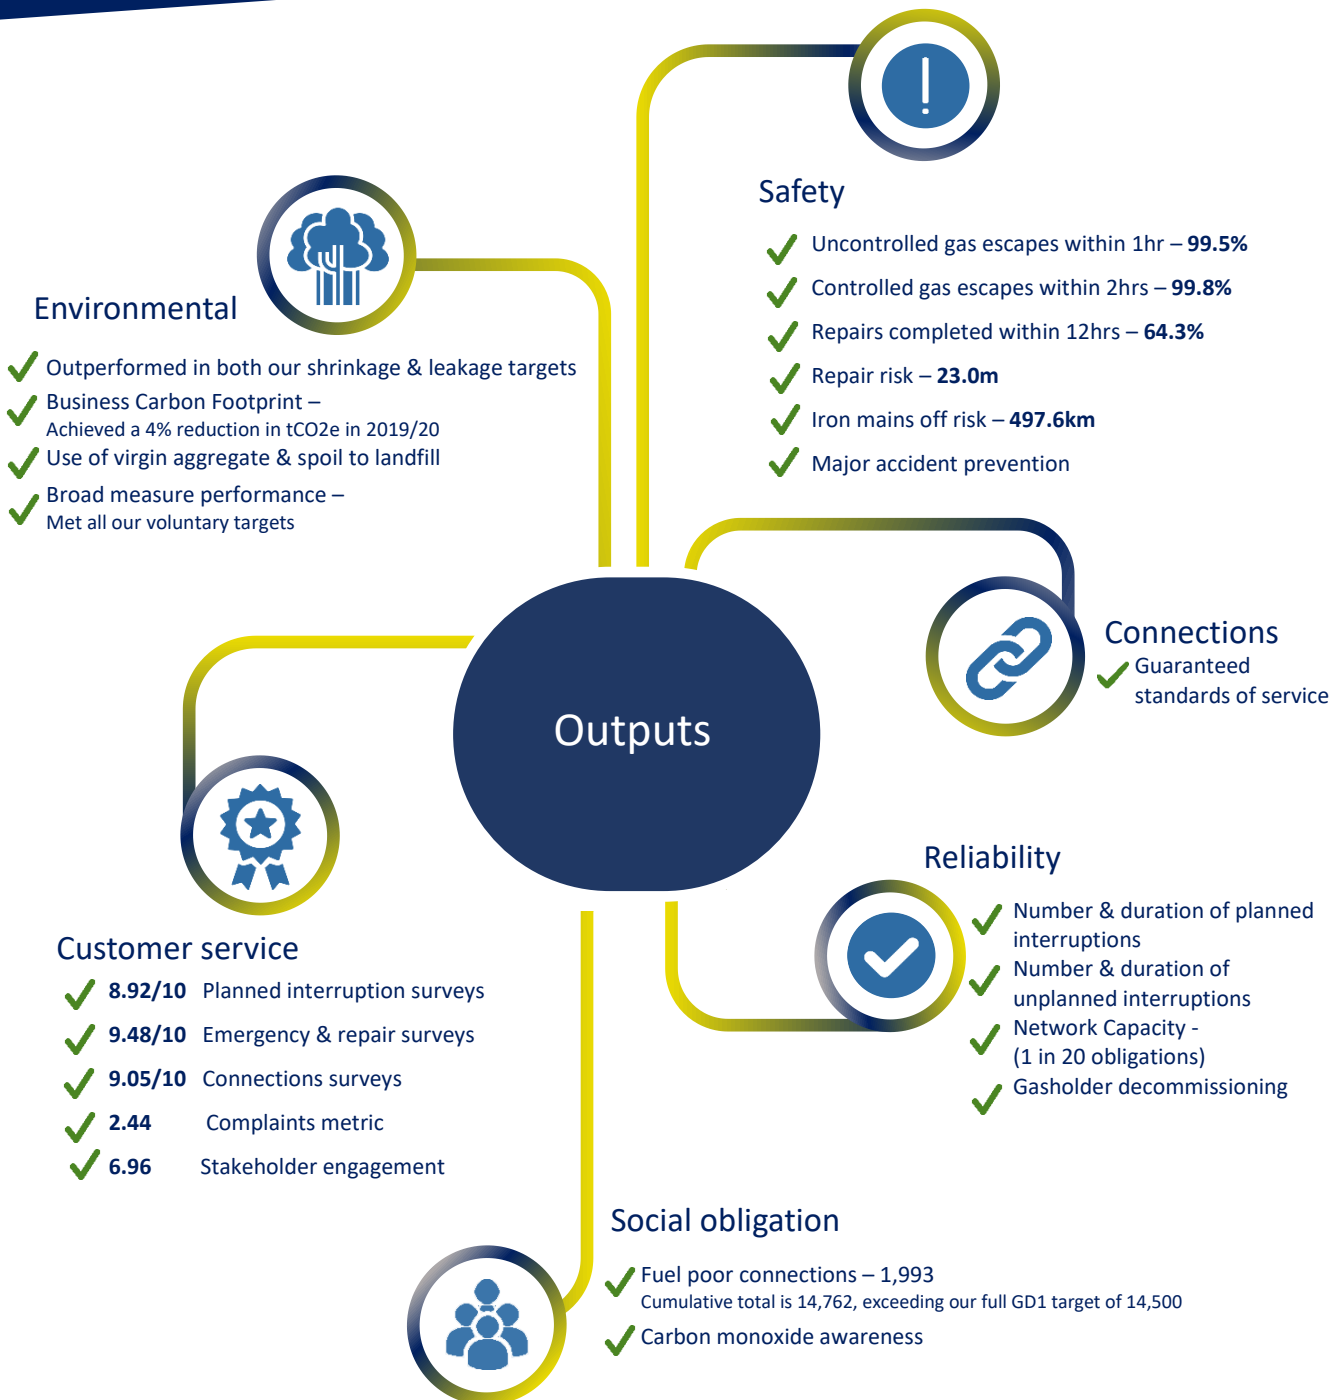 Safety
Uncontrolled gas escapes within 1hr – 99.5%
Controlled gas escapes within 2hrs – 99.8%
Repairs completed within 12hrs – 64.3%
Repair risk – 23.0m
Iron mains off risk – 497.6km
Major accident prevention
Environmental
Outperformed in both our shrinkage & leakage targets
Business Carbon Footprint –
Achieved a 4% reduction in tCO2e in 2019/20
Use of virgin aggregate & spoil to landfill
Broad measure performance –
Met all our voluntary targets
Connections
Guaranteed
standards of service
Outputs
Reliability
Number & duration of planned
interruptions
Number & duration of
unplanned interruptions
Network Capacity -
(1 in 20 obligations)
Gasholder decommissioning
Customer service
8.92/10 Planned interruption surveys
9.48/10 Emergency & repair surveys
9.05/10 Connections surveys
2.44 Complaints metric
6.96 Stakeholder engagement
Social obligation
Fuel poor connections – 1,993
Cumulative total is 14,762, exceeding our full GD1 target of 14,500
Carbon monoxide awareness